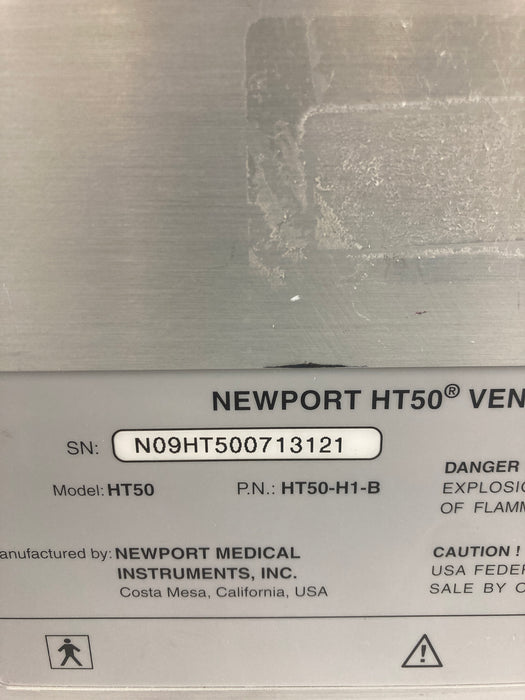 NEWPORT HT50® VEN
SN: N09HT500713121
Model: HT50 P.N.: HT50-H1-B
DANGER
EXPLOSIO
OF FLAMM
anufactured by: NEWPORT MEDICAL
INSTRUMENTS, INC.
Costa Mesa, California, USA
CAUTION !
USA FEDER
SALE BY O